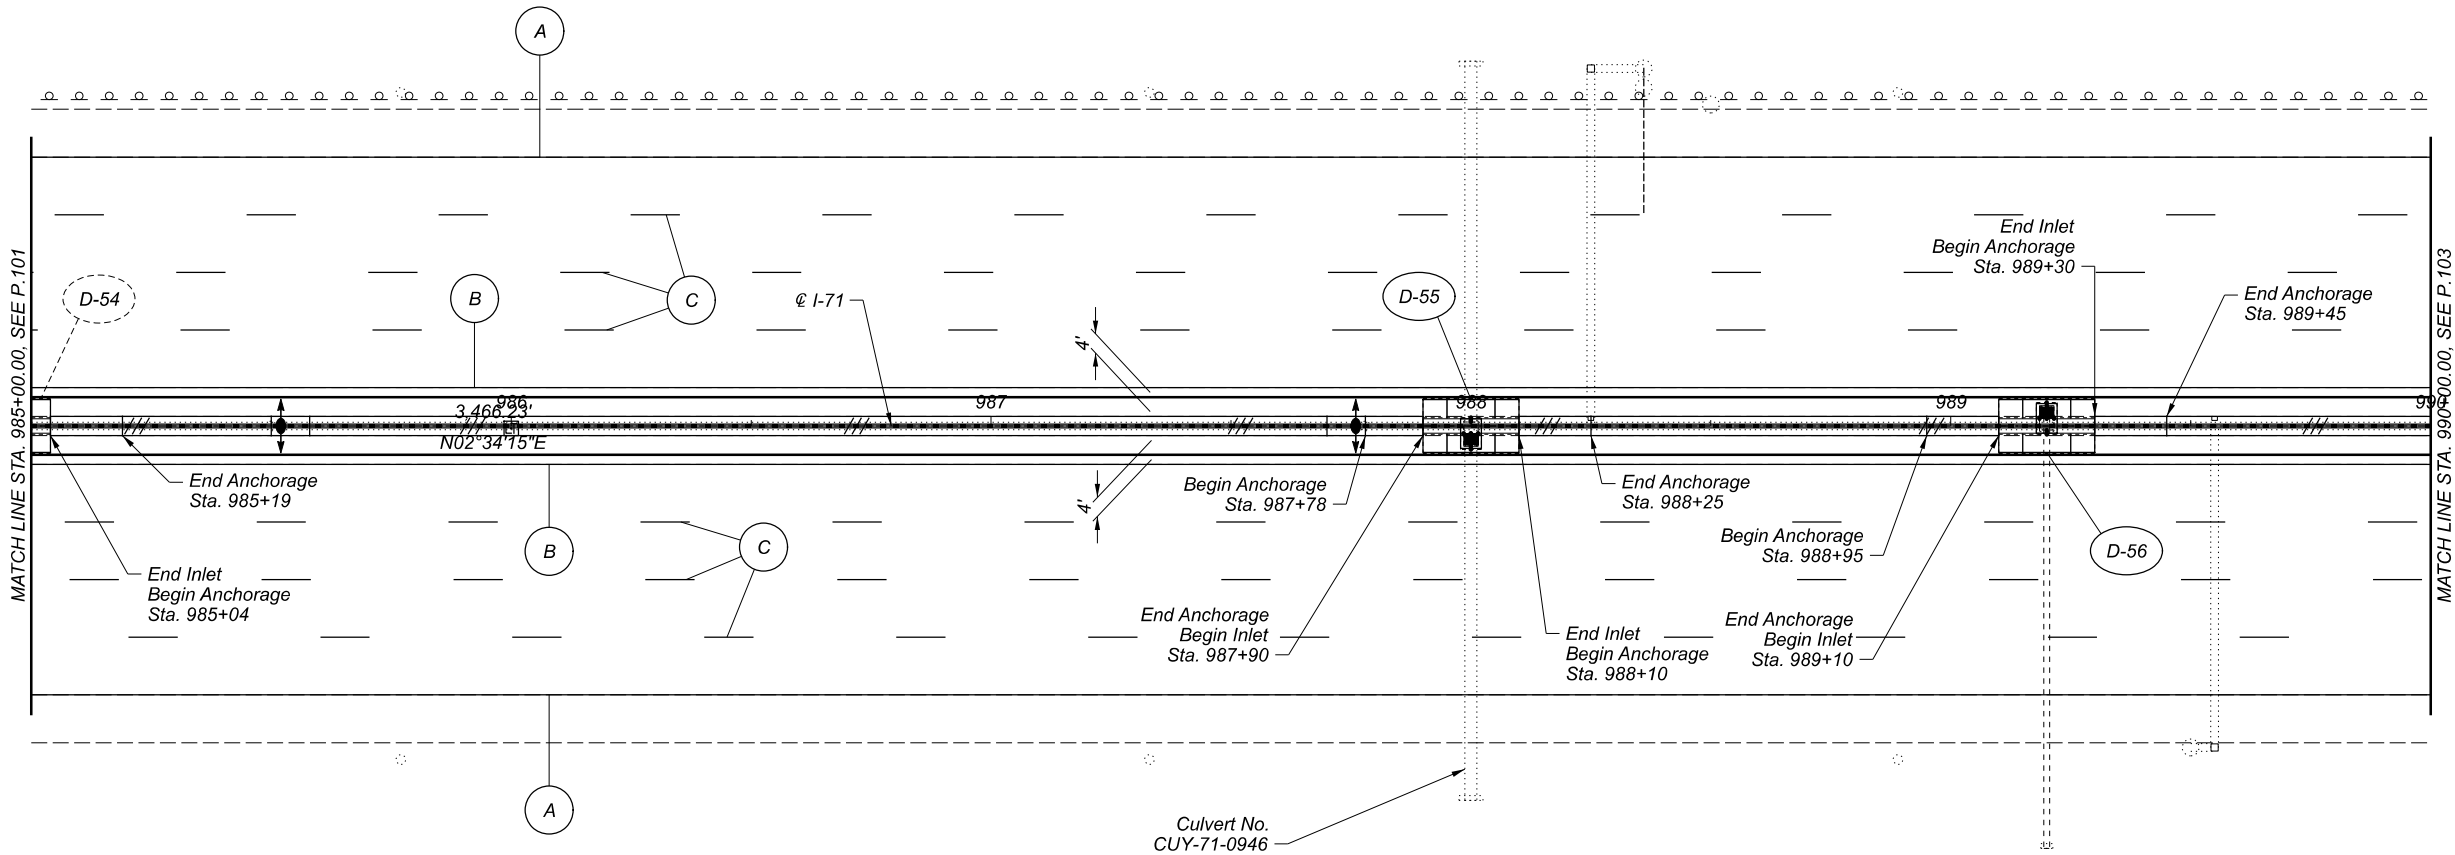 A
MATCH LINE STA. 985+00.00, SEE P.101
D-54
B
C
℄ I-71
4'
D-55
End Inlet
Begin Anchorage
Sta. 989+30
End Anchorage
Sta. 989+45
MATCH LINE STA. 990+00.00, SEE P.103
986
987
988
989
990
3,466.23'
N02°34'15"E
End Anchorage
Sta. 985+19
Begin Anchorage
Sta. 987+78
4'
End Anchorage
Sta. 988+25
Begin Anchorage
Sta. 988+95
D-56
B
C
End Inlet
Begin Anchorage
Sta. 985+04
End Anchorage
Begin Inlet
Sta. 987+90
End Inlet
Begin Anchorage
Sta. 988+10
End Anchorage
Begin Inlet
Sta. 989+10
A
Culvert No.
CUY-71-0946